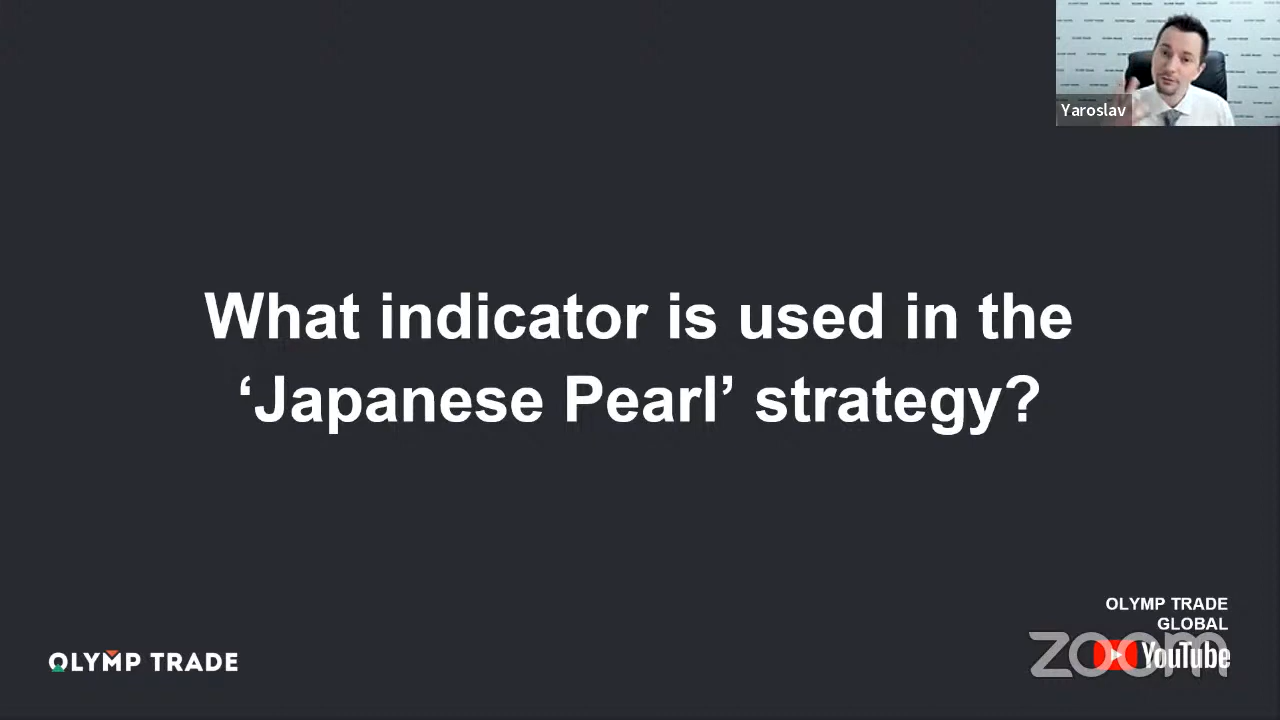 Yaroslav
What indicator is used in the
‘Japanese Pearl’ strategy?
OLYMP TRADE
GLOBAL
YouTube
zoom
OLYMP TRADE